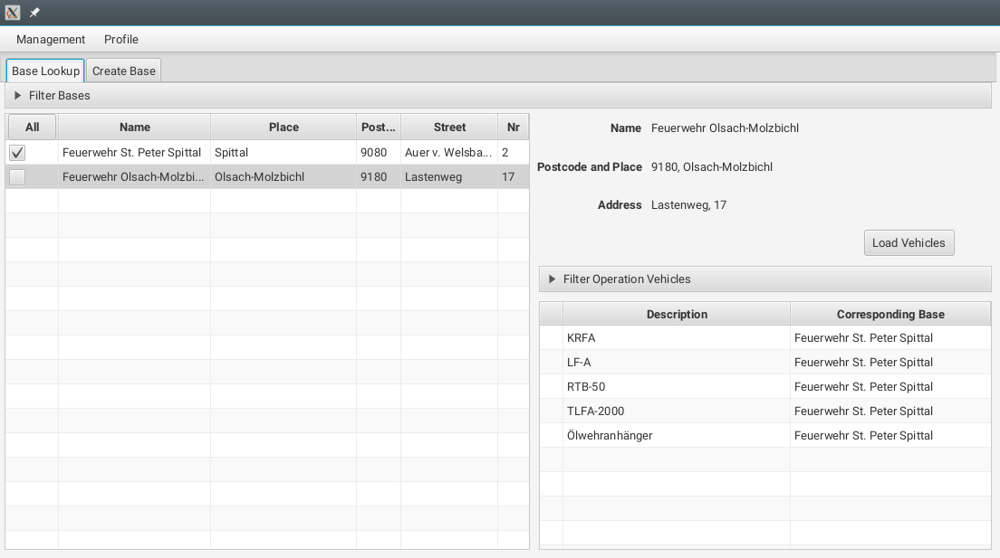 Management Profile
Base Lookup Create Base
Filter Bases
All Name Place Post... Street Nr
Feuerwehr St. Peter Spittal Spittal 9080 Auer v. Welsba... 2
Feuerwehr Olsach-Molzbi... Olsach-Molzbichl 9180 Lastenweg 17
Name Feuerwehr Olsach-Molzbichl
Postcode and Place 9180, Olsach-Molzbichl
Address Lastenweg, 17
Load Vehicles
Filter Operation Vehicles
Description Corresponding Base
KRFA Feuerwehr St. Peter Spittal
LF-A Feuerwehr St. Peter Spittal
RTB-50 Feuerwehr St. Peter Spittal
TLFA-2000 Feuerwehr St. Peter Spittal
Ölwehranhänger Feuerwehr St. Peter Spittal